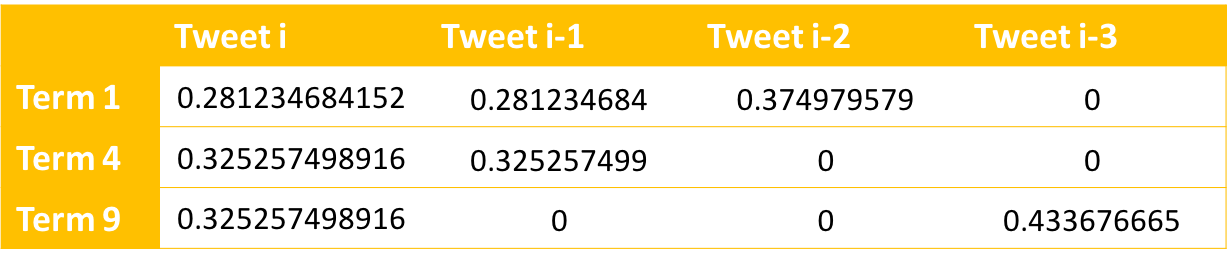 Tweet i Tweet i-1 Tweet i-2 Tweet i-3
Term 1 0.281234684152 0.281234684 0.374979579 0
Term 4 0.325257498916 0.325257499 0 0
Term 9 0.325257498916 0 0 0.433676665